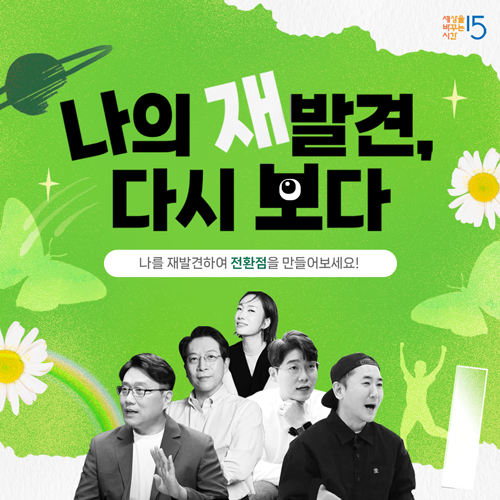 세상을
바꾸는
시간 15
나의 재발견,
다시 보다
나를 재발견하여 전환점을 만들어보세요!